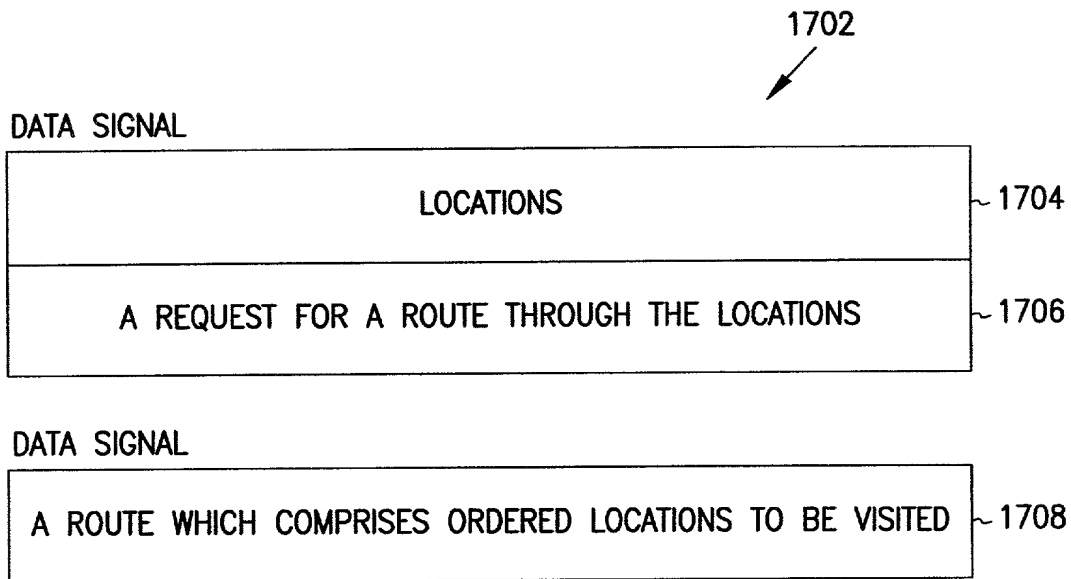 1702
DATA SIGNAL
LOCATIONS
1704
A REQUEST FOR A ROUTE THROUGH THE LOCATIONS
1706
DATA SIGNAL
A ROUTE WHICH COMPRISES ORDERED LOCATIONS TO BE VISITED
1708